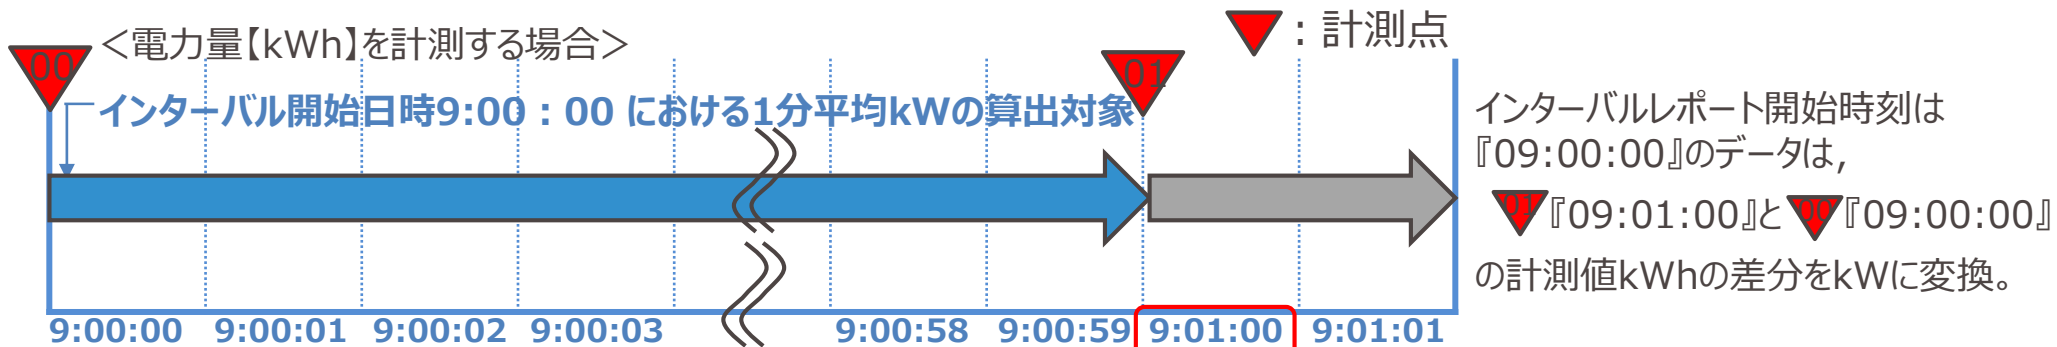 ＜電力量【kWh】を計測する場合＞
：計測点
00
01
インターバル開始日時9:00：00 における1分平均kWの算出対象
インターバルレポート開始時刻は
『09:00:00』のデータは，
01『09:01:00』と00『09:00:00』
の計測値kWhの差分をkWに変換。
9:00:00 9:00:01 9:00:02 9:00:03 9:00:58 9:00:59 9:01:00 9:01:01